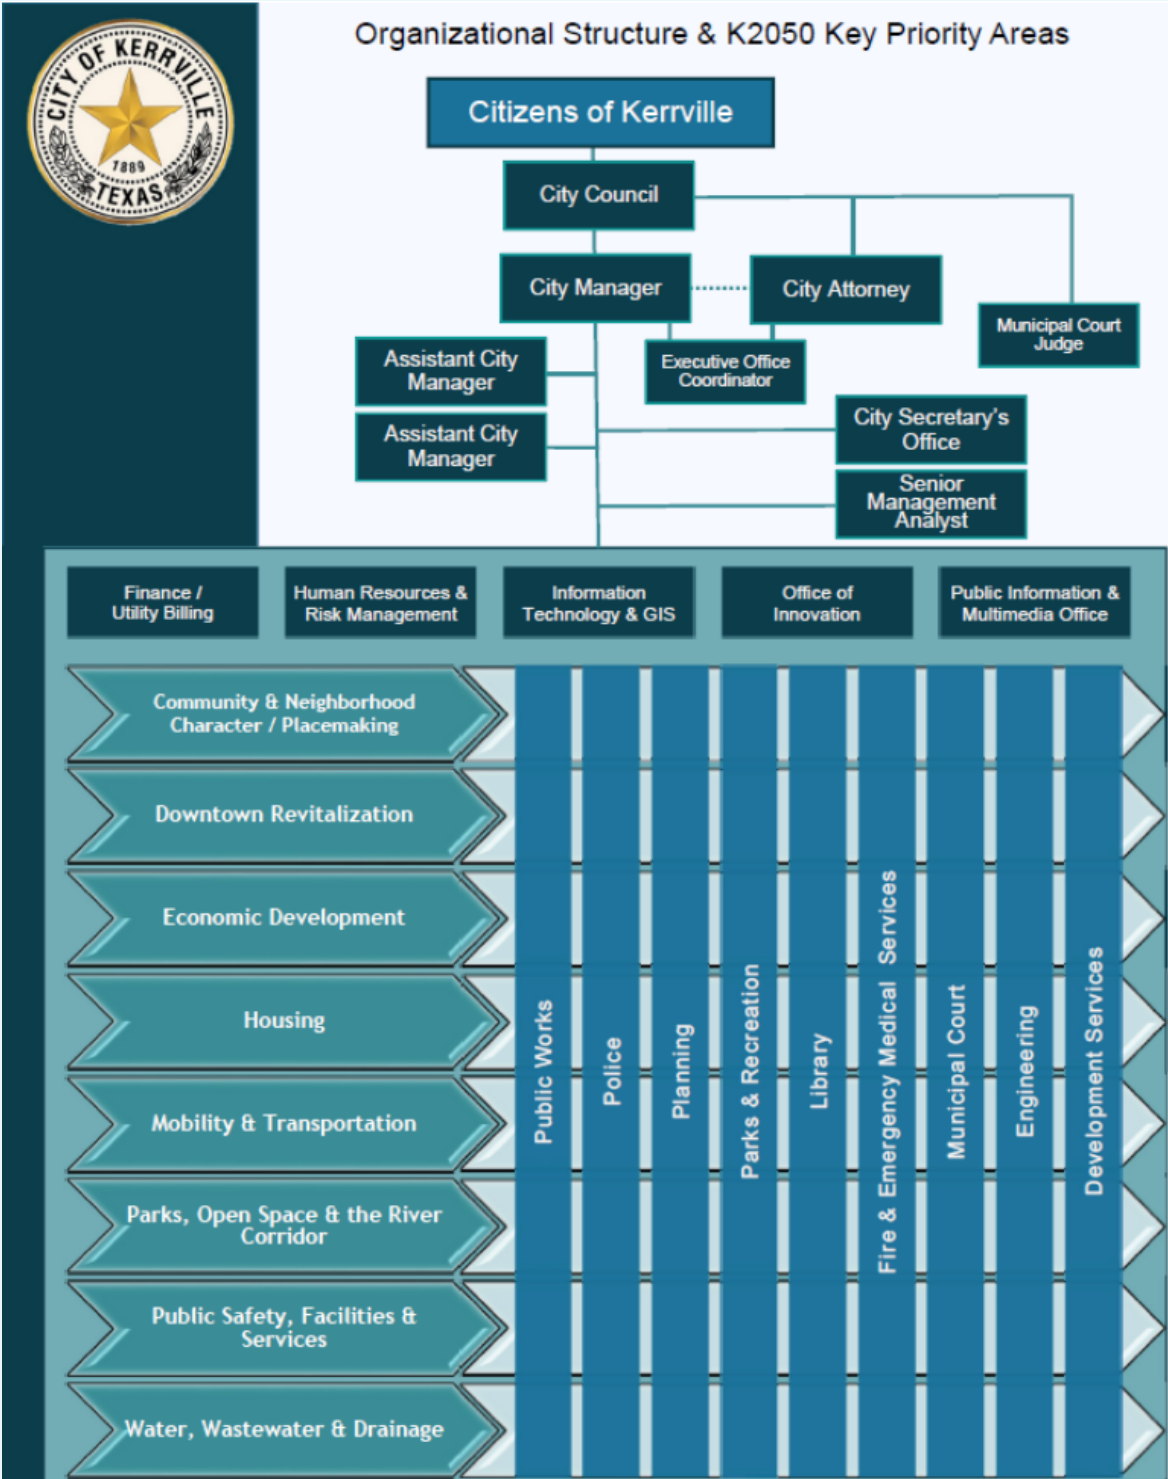 CITY OF KERRVILLE
1889
TEXAS
Organizational Structure & K2050 Key Priority Areas
Citizens of Kerrville
City Council
City Manager
City Attorney
Municipal Court
Judge
Assistant City
Manager
Executive Office
Coordinator
Assistant City
Manager
City Secretary's
Office
Senior
Management
Analyst
Finance /
Utility Billing
Human Resources &
Risk Management
Information
Technology & GIS
Office of
Innovation
Public Information &
Multimedia Office
Community & Neighborhood
Character / Placemaking
Downtown Revitalization
Economic Development
Housing
Mobility & Transportation
Parks, Open Space & the River
Corridor
Public Safety, Facilities &
Services
Water, Wastewater & Drainage
Public Works
Police
Planning
Parks & Recreation
Library
Fire & Emergency Medical Services
Municipal Court
Engineering
Development Services